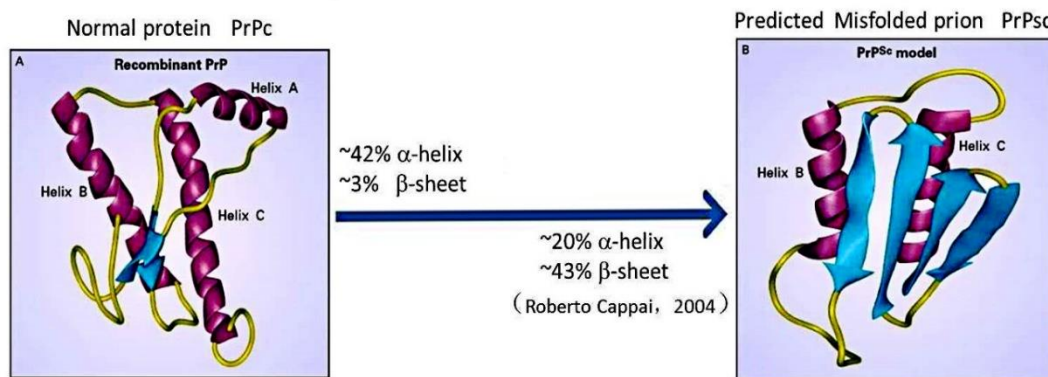 Normal protein PrPc
Predicted Misfolded prion PrPsc
A
Recombinant PrP
Helix A
Helix B
Helix C
~42% α-helix
~3% β-sheet
~20% α-helix
~43% β-sheet
（Roberto Cappai，2004）
B
PrPSc model
Helix B
Helix C